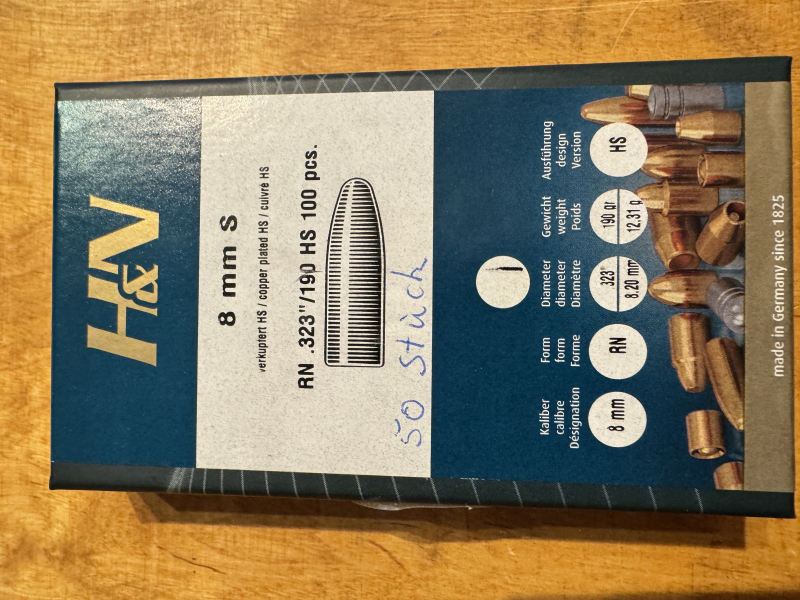 H&N
8 mm S
verkupfert HS / copper plated HS / cuivré HS
RN .323"/190 HS 100 pcs.
50 Stück
Kaliber
calibre
Désignation
8 mm
Form
form
Forme
RN
Diameter
diameter
Diamètre
.323"
8.20 mm
Gewicht
weight
Poids
190 gr
12,31 g
Ausführung
design
Version
HS
made in Germany since 1825